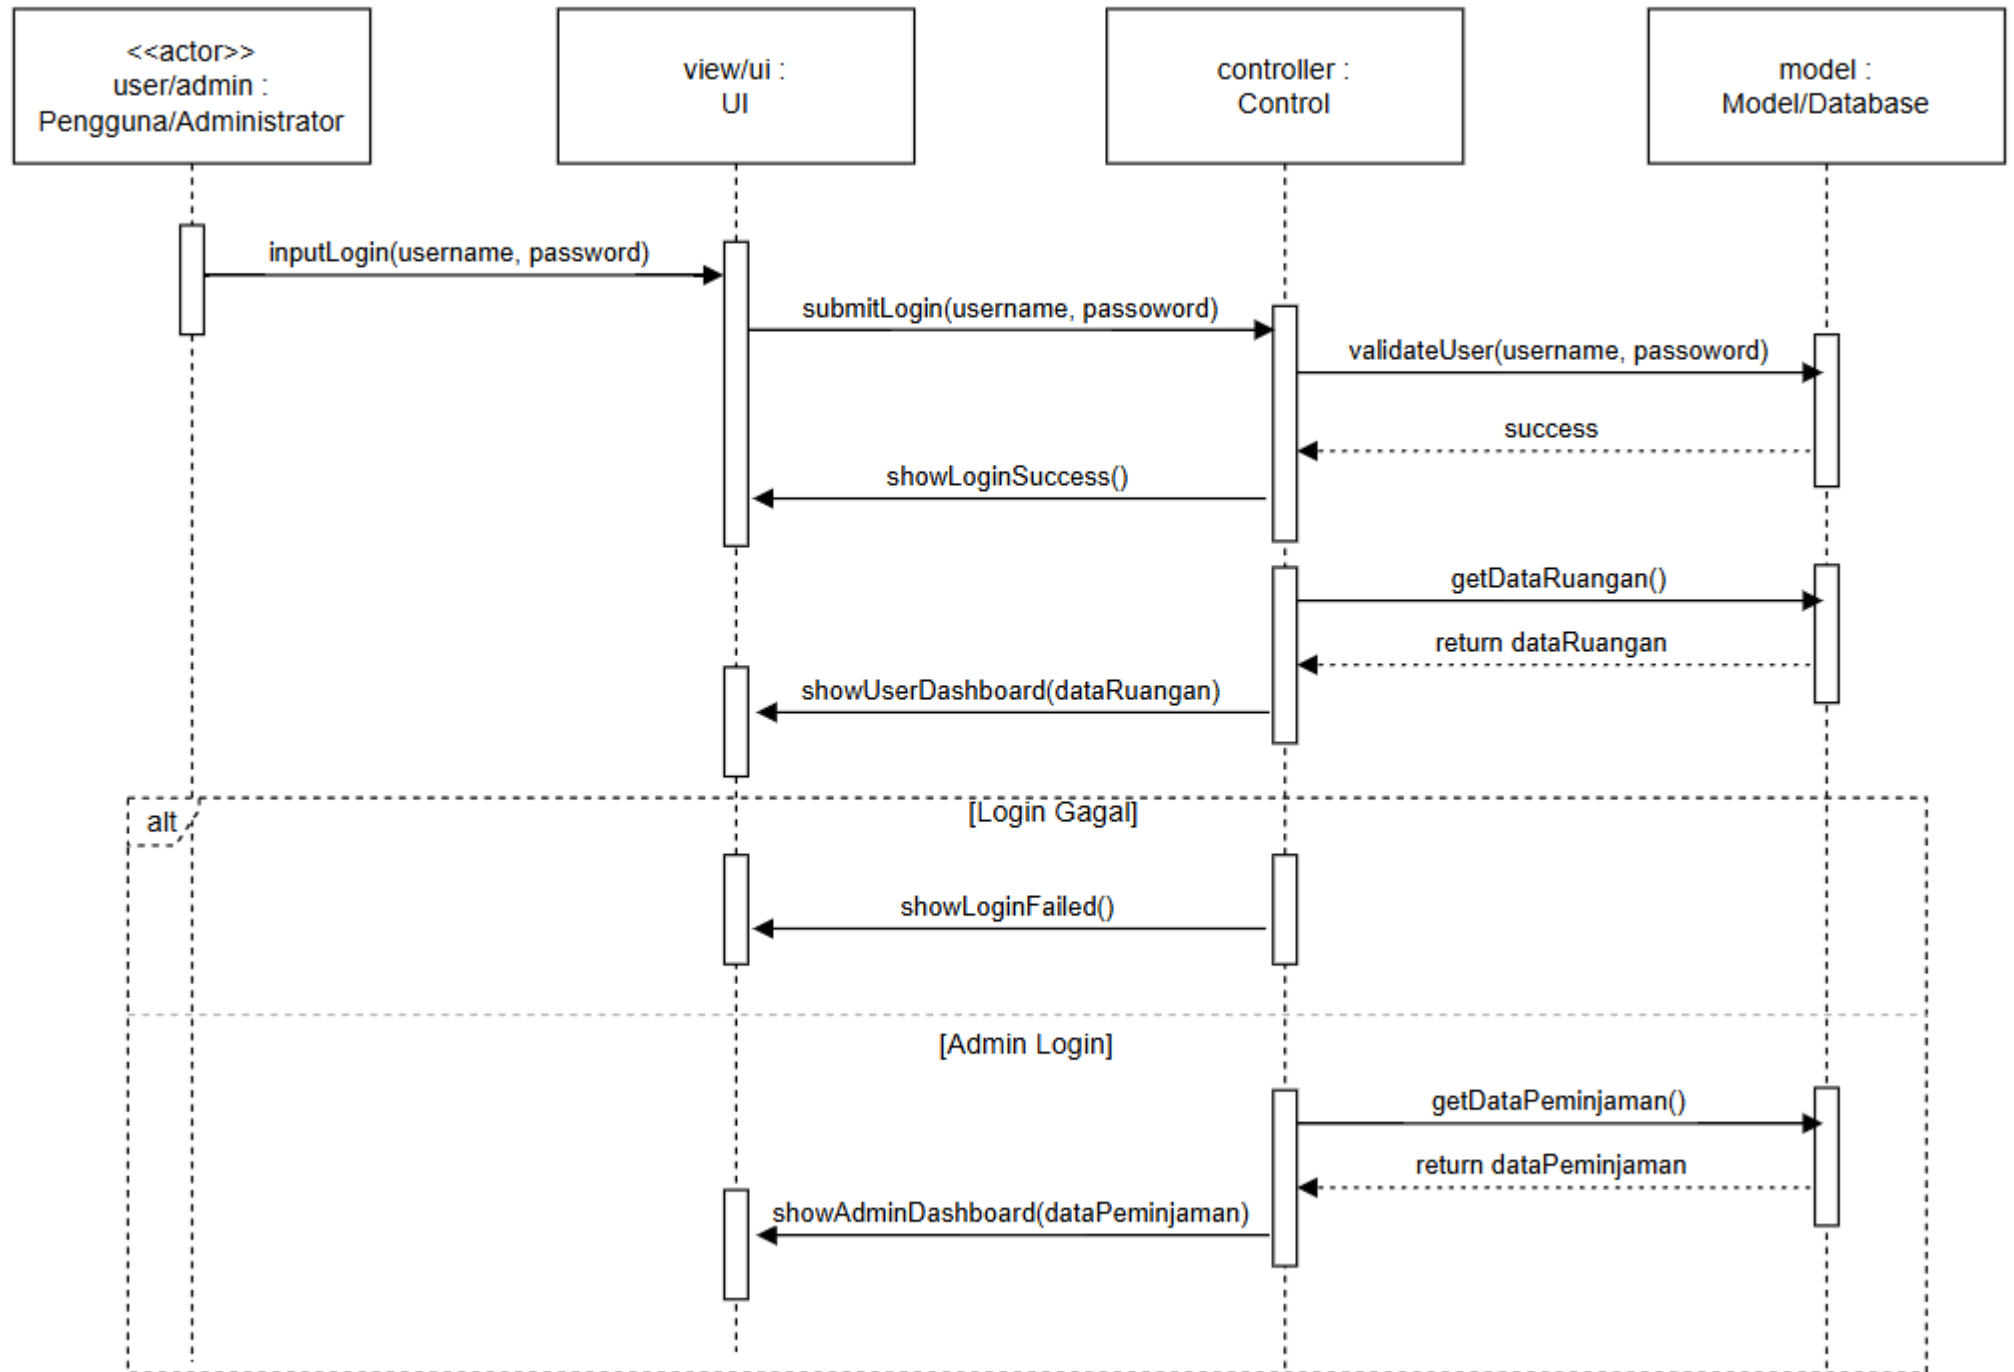 <<actor>>
user/admin :
Pengguna/Administrator
view/ui :
UI
controller :
Control
model :
Model/Database
inputLogin(username, password)
submitLogin(username, passoword)
validateUser(username, passoword)
success
showLoginSuccess()
getDataRuangan()
return dataRuangan
showUserDashboard(dataRuangan)
alt
[Login Gagal]
showLoginFailed()
[Admin Login]
getDataPeminjaman()
return dataPeminjaman
showAdminDashboard(dataPeminjaman)